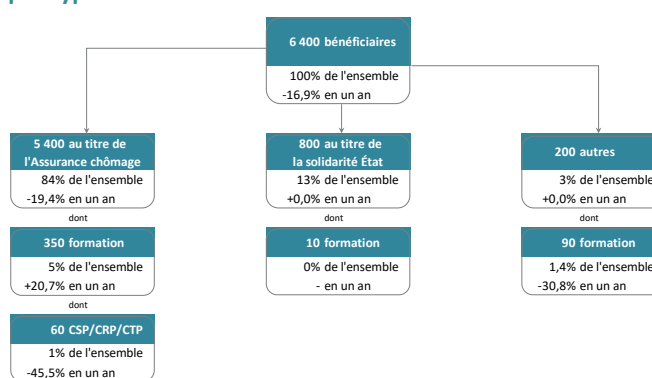 6 400 bénéficiaires
100% de l'ensemble
-16,9% en un an
5 400 au titre de
l'Assurance chômage
84% de l'ensemble
-19,4% en un an
dont
350 formation
5% de l'ensemble
+20,7% en un an
dont
60 CSP/CRP/CTP
1% de l'ensemble
-45,5% en un an
800 au titre de
la solidarité État
13% de l'ensemble
+0,0% en un an
dont
10 formation
0% de l'ensemble
- en un an
200 autres
3% de l'ensemble
+0,0% en un an
dont
90 formation
1,4% de l'ensemble
-30,8% en un an